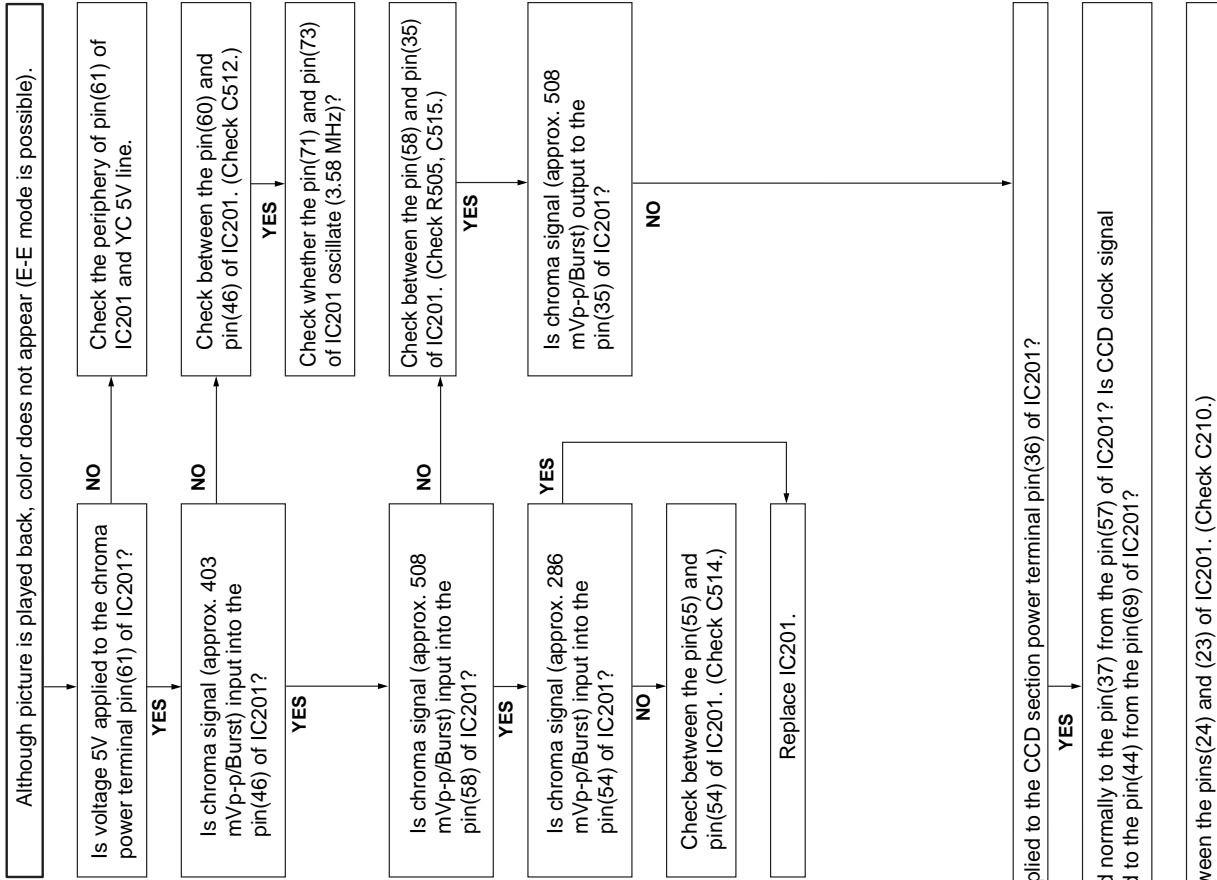 Although picture is played back, color does not appear (E-E mode is possible).
Is voltage 5V applied to the chroma
power terminal pin(61) of IC201?
NO
Check the periphery of pin(61) of
IC201 and YC 5V line.
YES
Is chroma signal (approx. 403
mVp-p/Burst) input into the
pin(46) of IC201?
NO
Check between the pin(60) and
pin(46) of IC201. (Check C512.)
YES
Check whether the pin(71) and pin(73)
of IC201 oscillate (3.58 MHz)?
YES
Is chroma signal (approx. 508
mVp-p/Burst) input into the
pin(58) of IC201?
NO
Check between the pin(58) and pin(35)
of IC201. (Check R505, C515.)
YES
Is chroma signal (approx. 508
mVp-p/Burst) output to the
pin(35) of IC201?
NO
YES
Is chroma signal (approx. 286
mVp-p/Burst) input into the
pin(54) of IC201?
YES
NO
Check between the pin(55) and
pin(54) of IC201. (Check C514.)
Replace IC201.
to the CCD section power terminal pin(36) of IC201?
YES
normally to the pin(37) from the pin(57) of IC201? Is CCD clock signal
to the pin(44) from the pin(69) of IC201?
the pins(24) and (23) of IC201. (Check C210.)